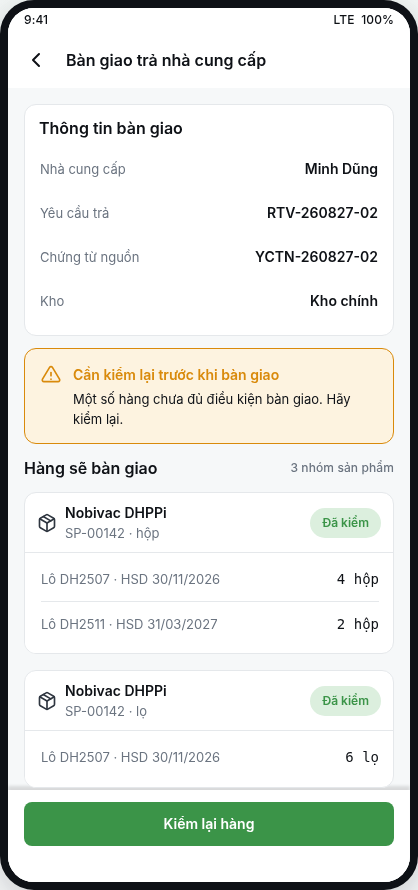 9:41
LTE 100%
Bàn giao trả nhà cung cấp
Thông tin bàn giao
Nhà cung cấp
Minh Dũng
Yêu cầu trả
RTV-260827-02
Chứng từ nguồn
YCTN-260827-02
Kho
Kho chính
Cần kiểm lại trước khi bàn giao
Một số hàng chưa đủ điều kiện bàn giao. Hãy
kiểm lại.
Hàng sẽ bàn giao
3 nhóm sản phẩm
Nobivac DHPPi
SP-00142 · hộp
Đã kiểm
Lô DH2507 · HSD 30/11/2026
4 hộp
Lô DH2511 · HSD 31/03/2027
2 hộp
Nobivac DHPPi
SP-00142 · lọ
Đã kiểm
Lô DH2507 · HSD 30/11/2026
6 lọ
Kiểm lại hàng